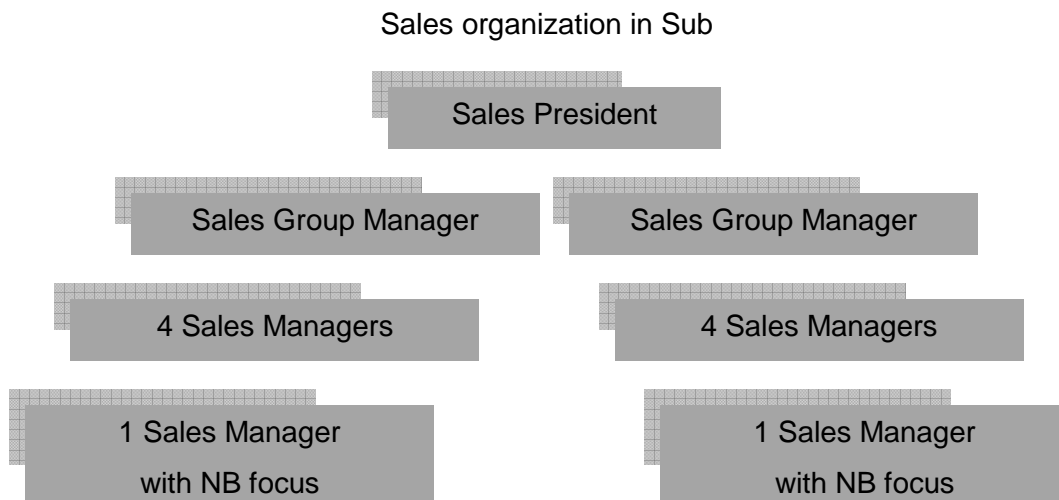 Sales organization in Sub
Sales President
Sales Group Manager
Sales Group Manager
4 Sales Managers
4 Sales Managers
1 Sales Manager
with NB focus
1 Sales Manager
with NB focus